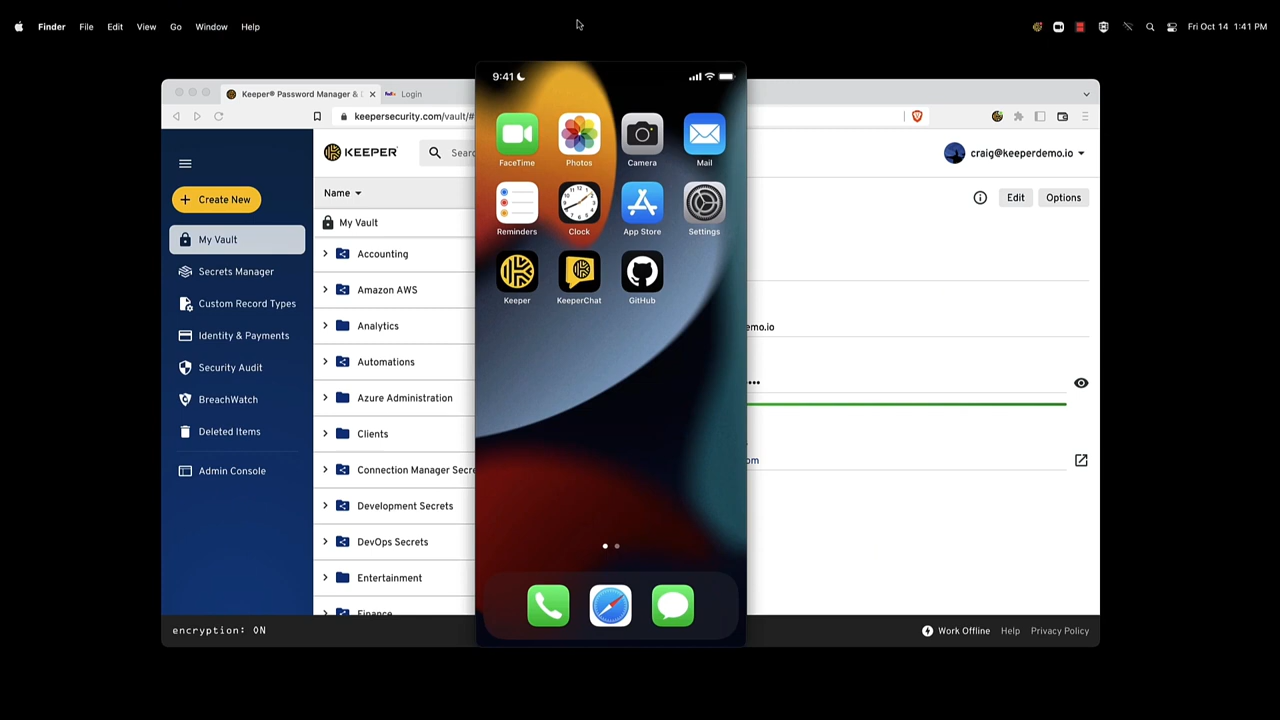 Finder File Edit View Go Window Help Fri Oct 14 1:41 PM
Keeper® Password Manager & Login
keepersecurity.com/vault/#
9:41
FaceTime Photos Camera Mail
Reminders Clock App Store Settings
Keeper KeeperChat GitHub
Create New
My Vault
Secrets Manager
Custom Record Types
Identity & Payments
Security Audit
BreachWatch
Deleted Items
Admin Console
KEEPER
craig@keeperdemo.io
Name
Edit Options
My Vault
Accounting
Amazon AWS
Analytics
emo.io
Automations
Azure Administration
Clients
Connection Manager Secre
om
Development Secrets
DevOps Secrets
Entertainment
Finance
encryption: ON
Work Offline Help Privacy Policy